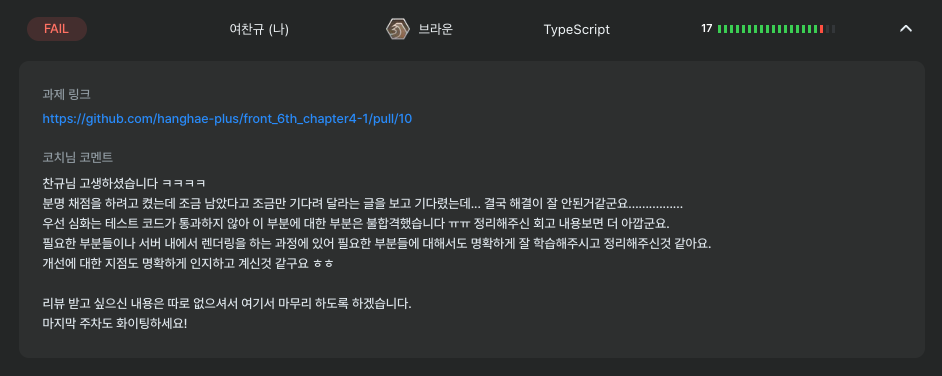 FAIL 여찬규 (나) 브라운 TypeScript 17
과제 링크
https://github.com/hanghae-plus/front_6th_chapter4-1/pull/10
코치님 코멘트
찬규님 고생하셨습니다 ㅋㅋㅋㅋ
분명 채점을 하려고 켰는데 조금 남았다고 조금만 기다려 달라는 글을 보고 기다렸는데... 결국 해결이 잘 안된거같군요................
우선 심화는 테스트 코드가 통과하지 않아 이 부분에 대한 부분은 불합격했습니다 ㅠㅠ 정리해주신 회고 내용보면 더 아깝군요.
필요한 부분들이나 서버 내에서 렌더링을 하는 과정에 있어 필요한 부분들에 대해서도 명확하게 잘 학습해주시고 정리해주신것 같아요.
개선에 대한 지점도 명확하게 인지하고 계신것 같구요 ㅎㅎ
리뷰 받고 싶으신 내용은 따로 없으셔서 여기서 마무리 하도록 하겠습니다.
마지막 주차도 화이팅하세요!